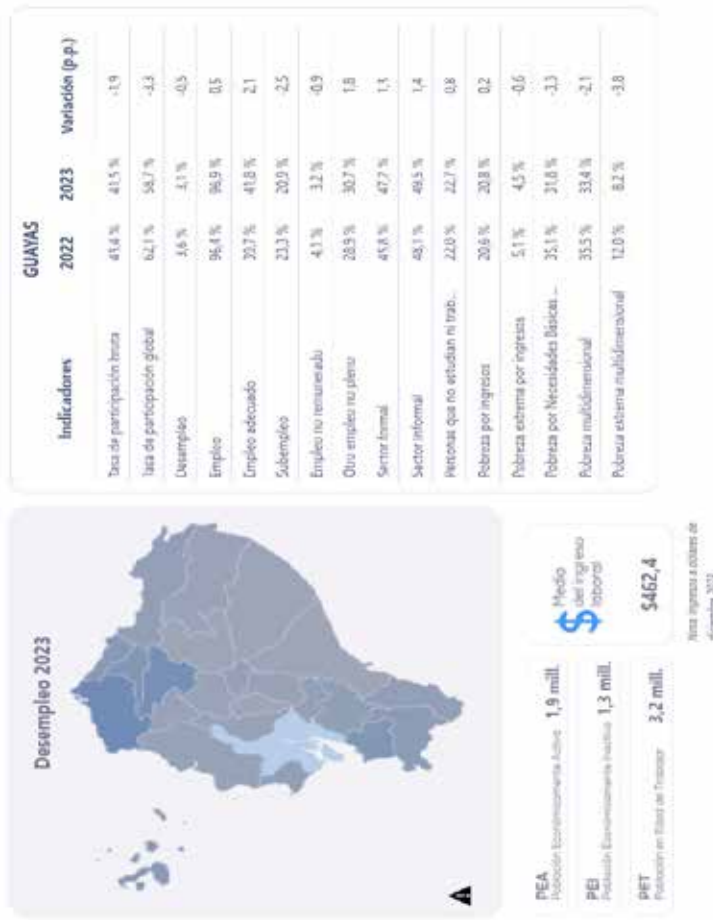 Desempleo 2023
GUAYAS
Indicadores 2022 2023 Variación (p.p.)
Tasa de participación bruta 41,5 % -1,9
Tasa de participación global 62,1 % 58,7 % -3,3
Desempleo 3,6 % 3,1 % -0,5
Empleo 96,4 % 96,9 % 0,5
Empleo adecuado 39,7 % 41,8 % 2,1
Subempleo 23,3 % 20,9 % -2,5
Empleo no remunerado 4,1 % 3,2 % -0,9
Otro empleo no pleno 28,9 % 30,7 % 1,8
Sector formal 47,7 %
Sector informal 48,1 % 49,5 % 1,4
Personas que no estudian ni trab... 22,0 % 22,7 % 0,8
Pobreza por ingresos 20,6 % 20,8 % 0,2
Pobreza extrema por ingresos 5,1 % 4,5 % -0,6
Pobreza por Necesidades Básicas ... 35,1 % 31,8 % -3,3
Pobreza multidimensional 35,5 % 33,4 % -2,1
Pobreza extrema multidimensional 12,0 % 8,2 % -3,8
PEA 1,9 mill.
Población Económicamente Activa
PEI 1,3 mill.
Población Económicamente Inactiva
PET 3,2 mill.
Población en Edad de Trabajar
$ Medio
del ingreso
laboral
$462,4
Nota: ingresos a dólares de